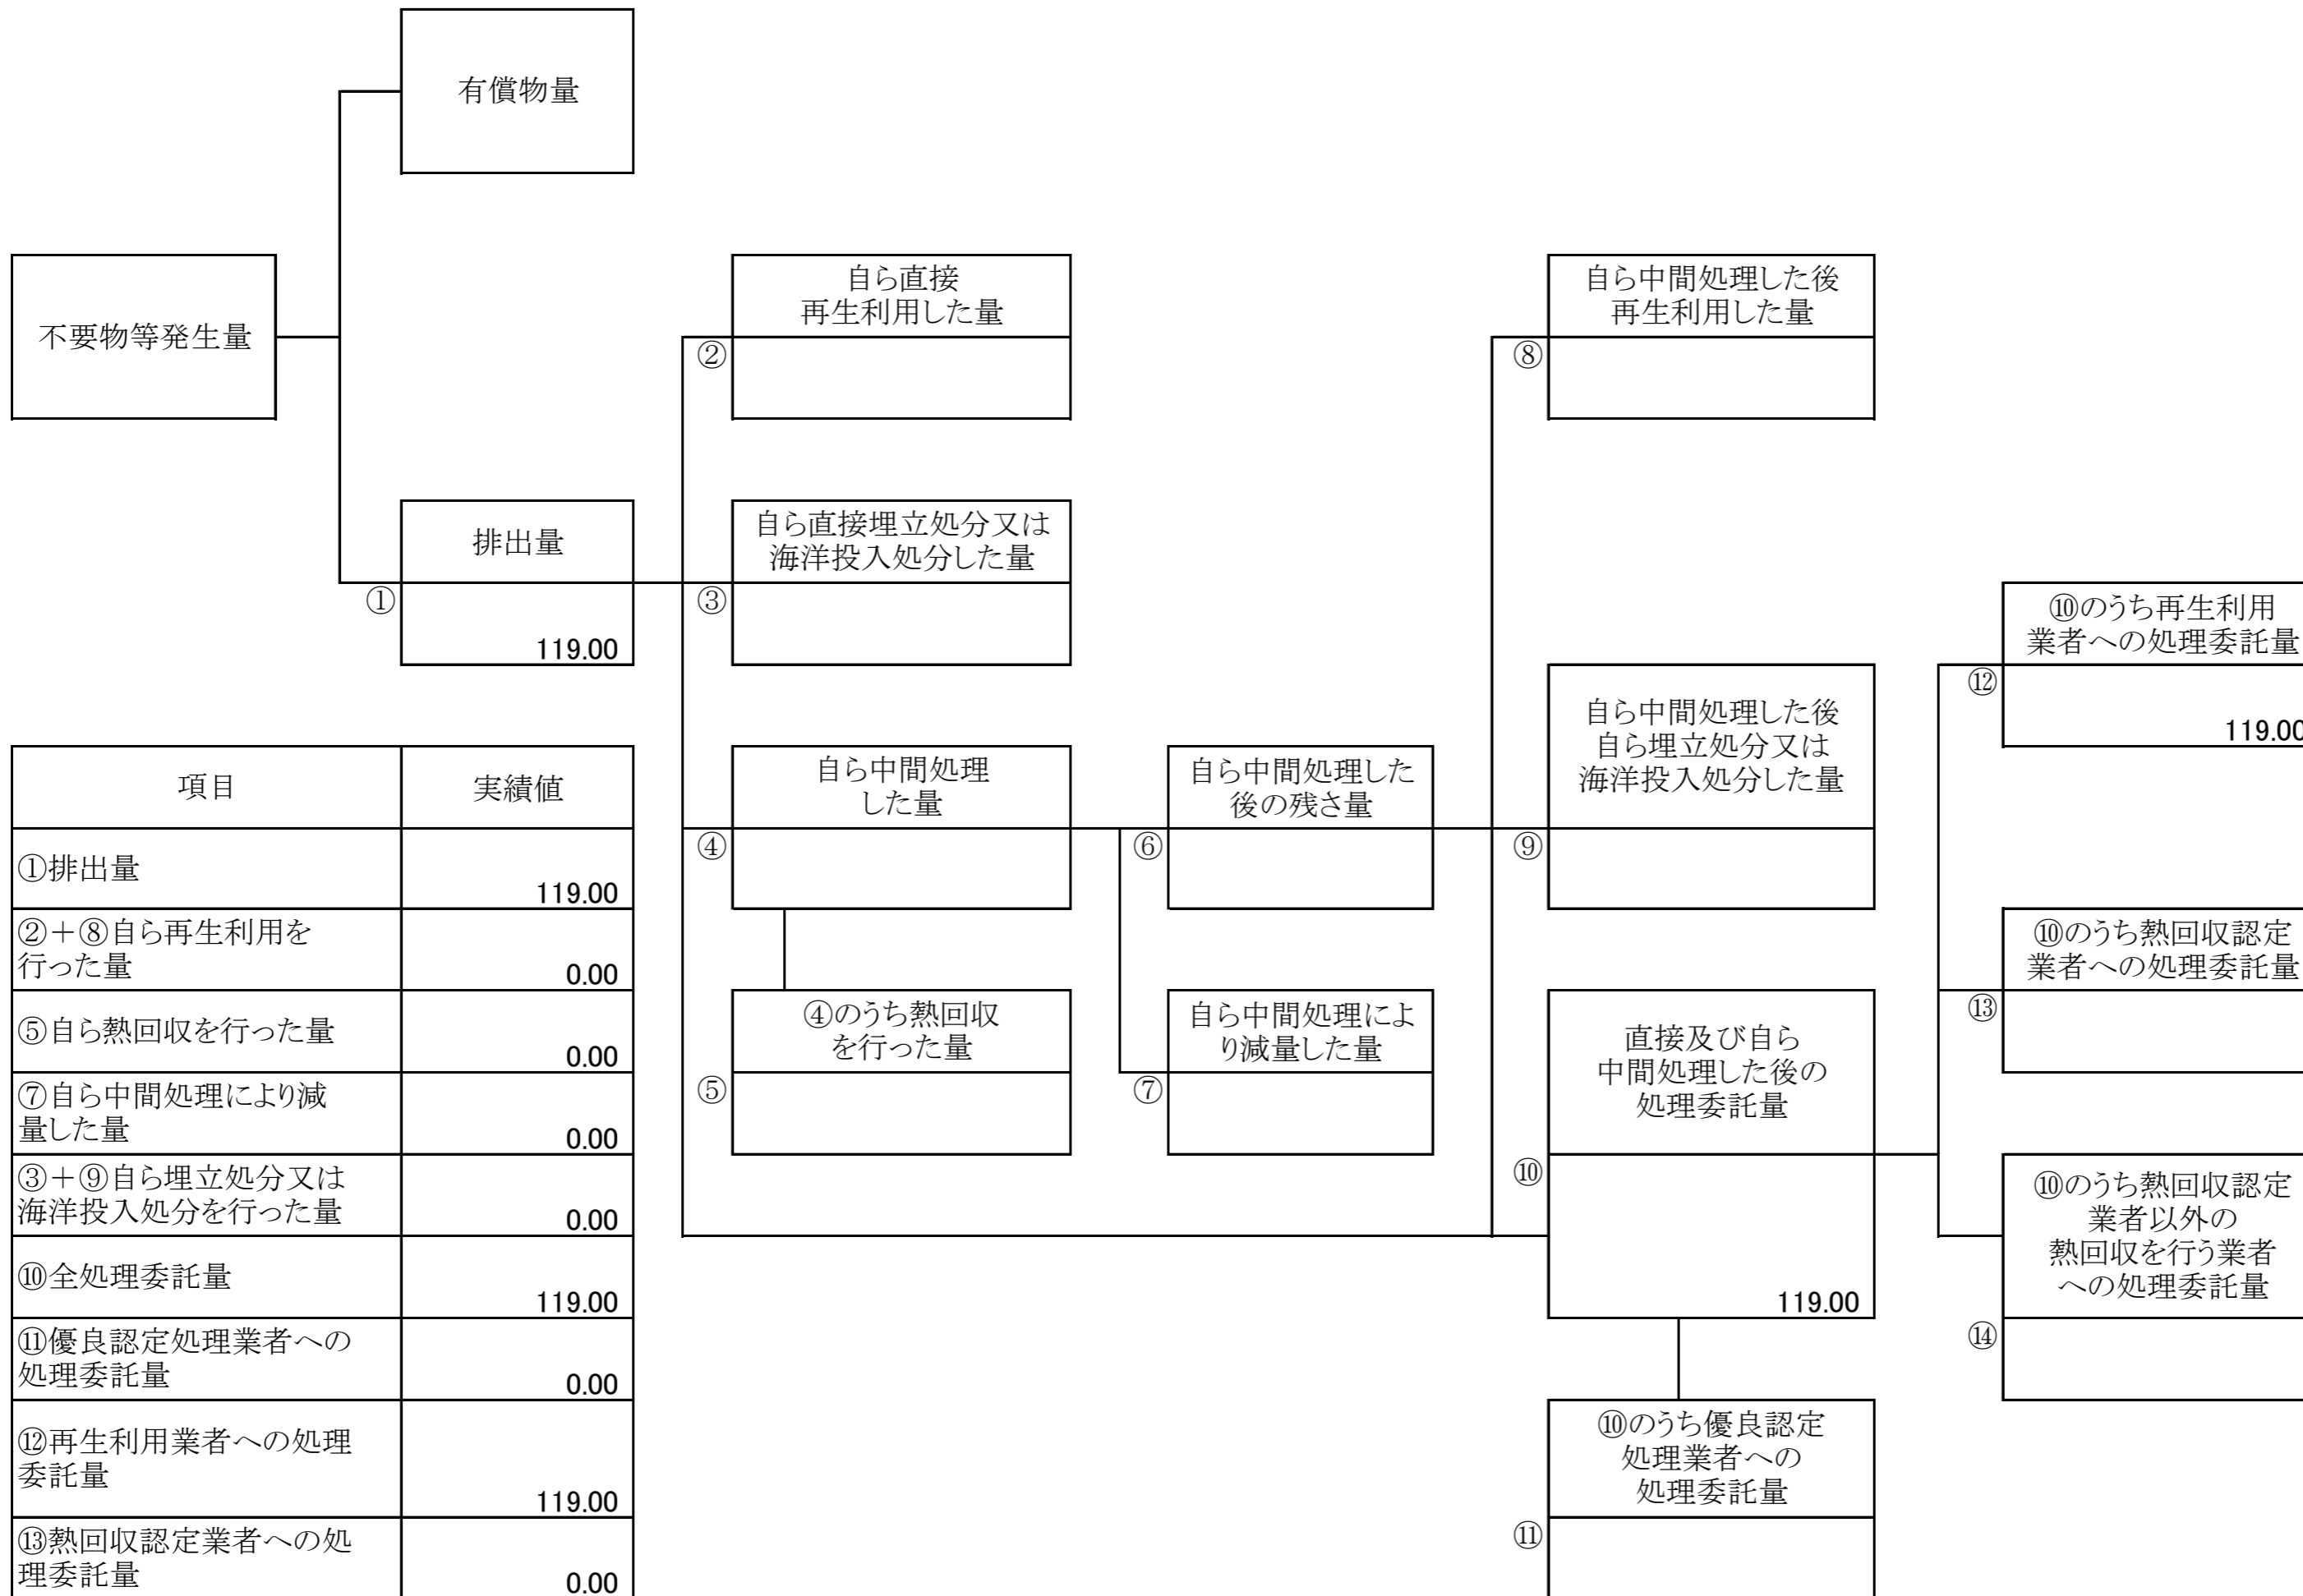 有償物量
不要物等発生量
自ら直接
再生利用した量
②
自ら中間処理した後
再生利用した量
⑧
排出量
①
119.00
自ら直接埋立処分又は
海洋投入処分した量
③
⑩のうち再生利用
業者への処理委託量
⑫
119.00
自ら中間処理した後
自ら埋立処分又は
海洋投入処分した量
⑨
自ら中間処理
した量
④
自ら中間処理した
後の残さ量
⑥
④のうち熱回収
を行った量
⑤
自ら中間処理によ
り減量した量
⑦
⑩のうち熱回収認定
業者への処理委託量
⑬
直接及び自ら
中間処理した後の
処理委託量
⑩
119.00
⑩のうち熱回収認定
業者以外の
熱回収を行う業者
への処理委託量
⑭
⑩のうち優良認定
処理業者への
処理委託量
⑪
項目
実績値
①排出量
119.00
②＋⑧自ら再生利用を
行った量
0.00
⑤自ら熱回収を行った量
0.00
⑦自ら中間処理により減
量した量
0.00
③＋⑨自ら埋立処分又は
海洋投入処分を行った量
0.00
⑩全処理委託量
119.00
⑪優良認定処理業者への
処理委託量
0.00
⑫再生利用業者への処理
委託量
119.00
⑬熱回収認定業者への処
理委託量
0.00